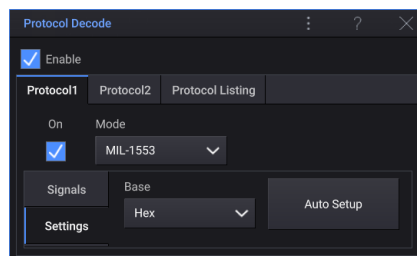 Protocol Decode ?
Enable
Protocol1 Protocol2 Protocol Listing
On Mode
MIL-1553
Signals Base
Hex Auto Setup
Settings